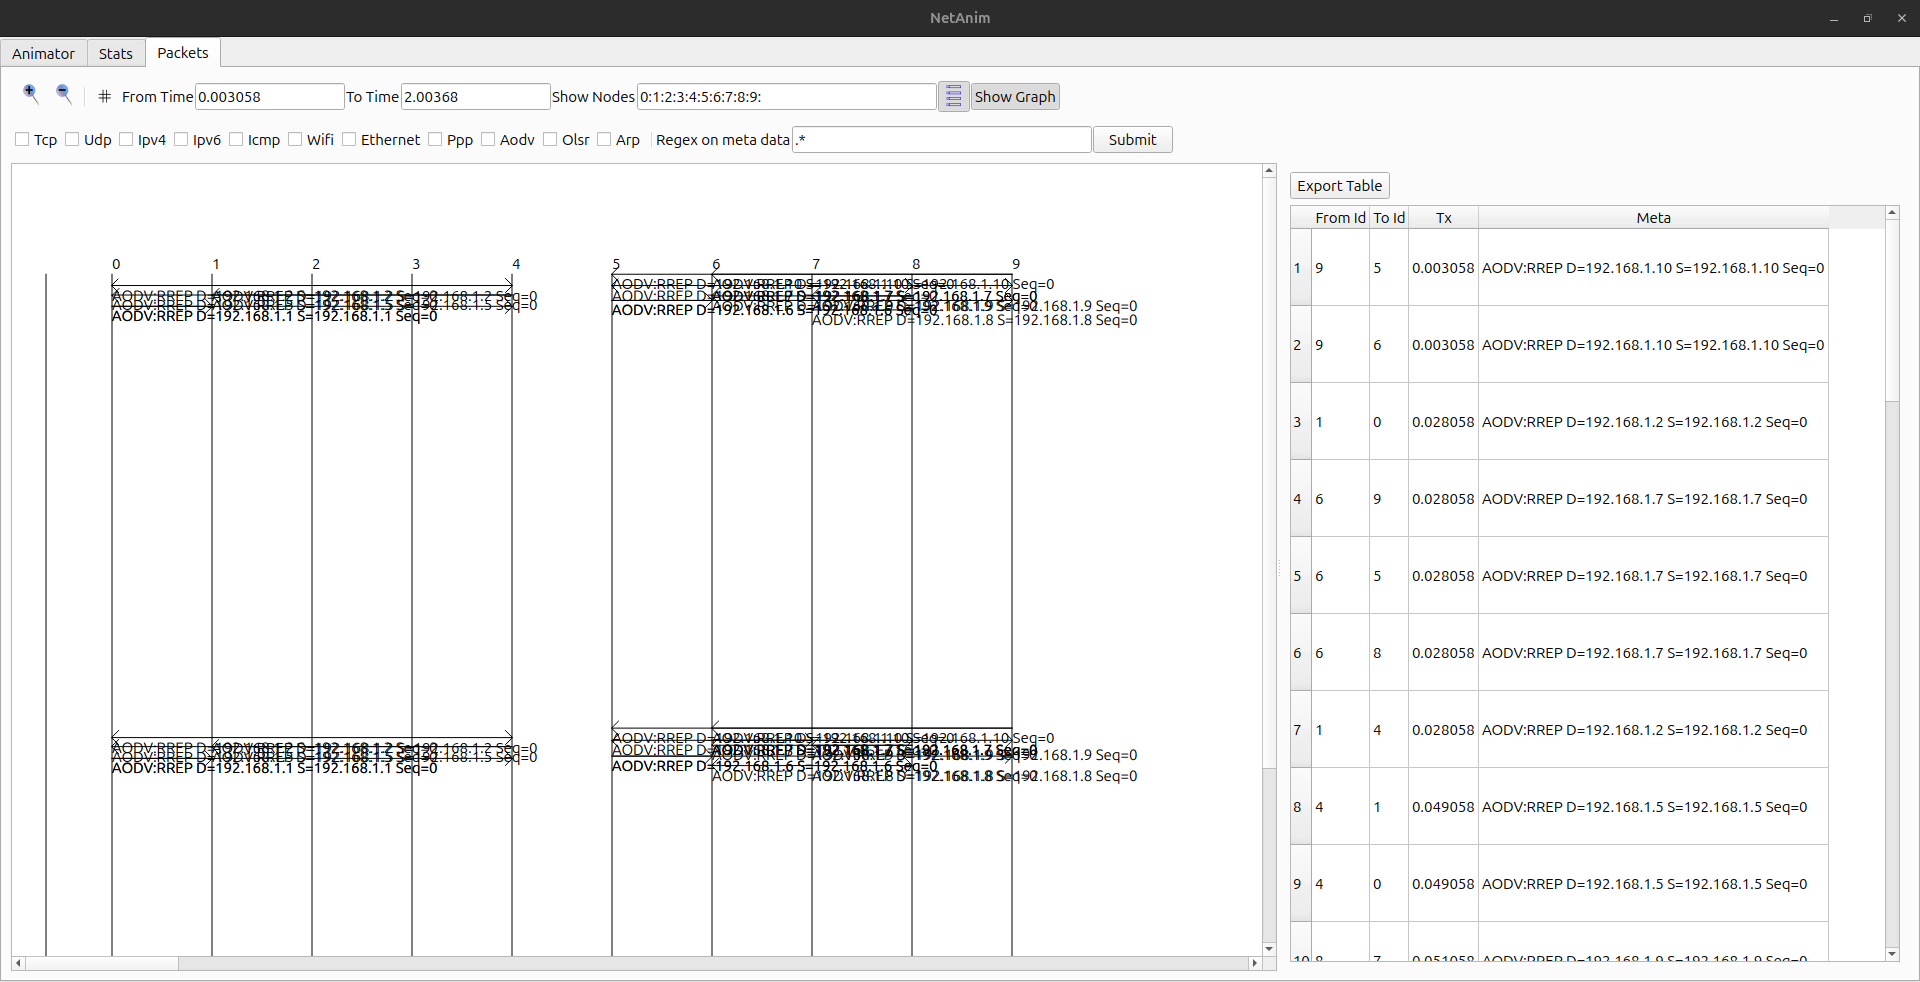 NetAnim
Animator Stats Packets
# From Time 0.003058 To Time 2.00368 Show Nodes 0:1:2:3:4:5:6:7:8:9: Show Graph
Tcp Udp Ipv4 Ipv6 Icmp Wifi Ethernet Ppp Aodv Olsr Arp Regex on meta data .* Submit
0 1 2 3 4 5 6 7 8 9
AODV:RREP D=192.168.1.1 S=192.168.1.1 Seq=0
AODV:RREP D=192.168.1.6 S=192.168.1.6 Seq=0
AODV:RREP D=192.168.1.8 S=192.168.1.8 Seq=0
AODV:RREP D=192.168.1.1 S=192.168.1.1 Seq=0
AODV:RREP D=192.168.1.6 S=192.168.1.6 Seq=0
Export Table
From Id To Id Tx Meta
1 9 5 0.003058 AODV:RREP D=192.168.1.10 S=192.168.1.10 Seq=0
2 9 6 0.003058 AODV:RREP D=192.168.1.10 S=192.168.1.10 Seq=0
3 1 0 0.028058 AODV:RREP D=192.168.1.2 S=192.168.1.2 Seq=0
4 6 9 0.028058 AODV:RREP D=192.168.1.7 S=192.168.1.7 Seq=0
5 6 5 0.028058 AODV:RREP D=192.168.1.7 S=192.168.1.7 Seq=0
6 6 8 0.028058 AODV:RREP D=192.168.1.7 S=192.168.1.7 Seq=0
7 1 4 0.028058 AODV:RREP D=192.168.1.2 S=192.168.1.2 Seq=0
8 4 1 0.049058 AODV:RREP D=192.168.1.5 S=192.168.1.5 Seq=0
9 4 0 0.049058 AODV:RREP D=192.168.1.5 S=192.168.1.5 Seq=0
10 8 7 0.051058 AODV:RREP D=192.168.1.9 S=192.168.1.9 Seq=0